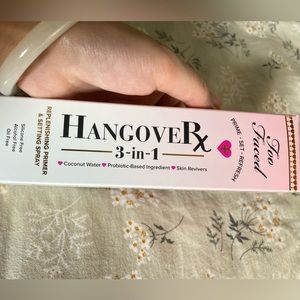 REPLENISHING PRIMER
& SETTING SPRAY
Silicone Free
Alcohol Free
Oil Free
HANGOVERx
3-in-1
Coconut Water Probiotic-Based Ingredient Skin Revivers
PRIME - SET - REFRESH
Too
Faced